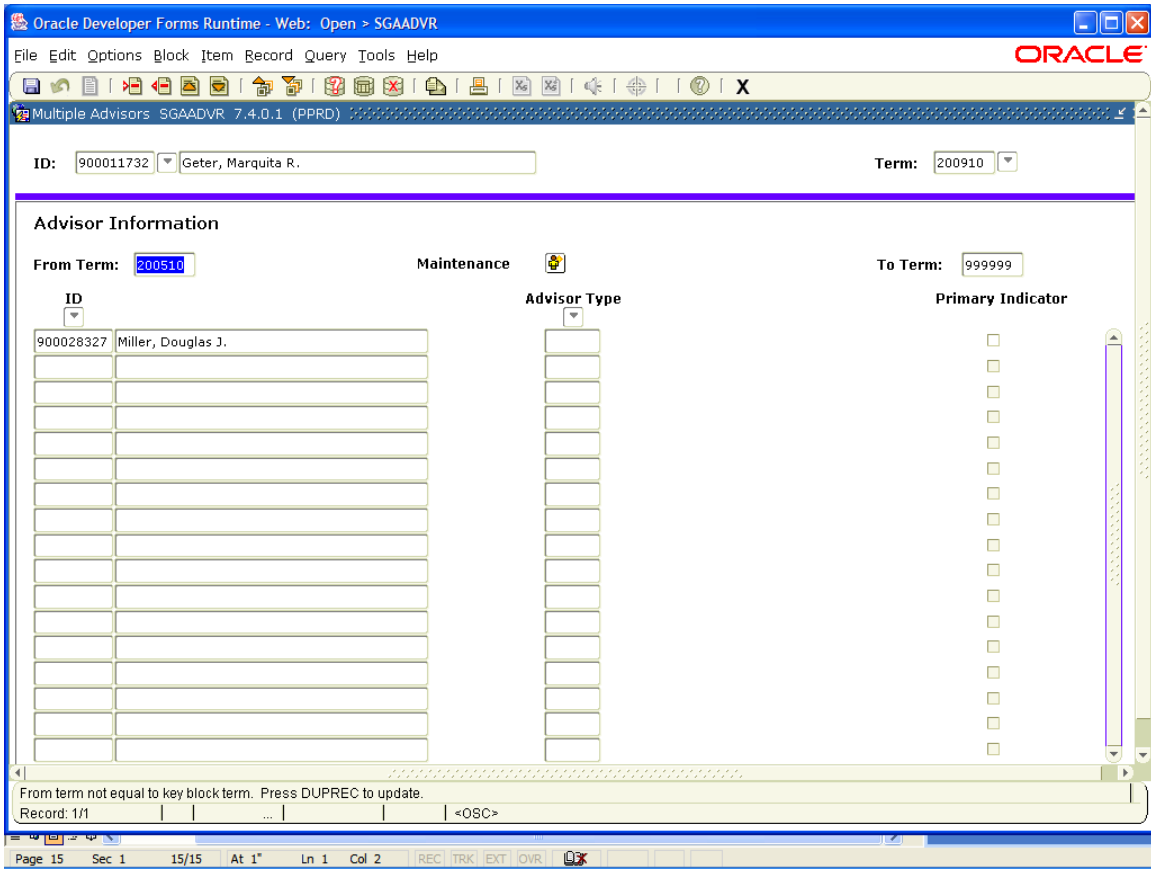 Oracle Developer Forms Runtime - Web: Open > SGAADVR
File Edit Options Block Item Record Query Tools Help
ORACLE
X
Multiple Advisors SGAADVR 7.4.0.1 (PPRD)
ID: 900011732 Geter, Marquita R. Term: 200910
Advisor Information
From Term: 200510 Maintenance To Term: 999999
ID Advisor Type Primary Indicator
900028327 Miller, Douglas J.
From term not equal to key block term. Press DUPREC to update.
Record: 1/1 ... <OSC>
Page 15 Sec 1 15/15 At 1" Ln 1 Col 2 REC TRK EXT OVR